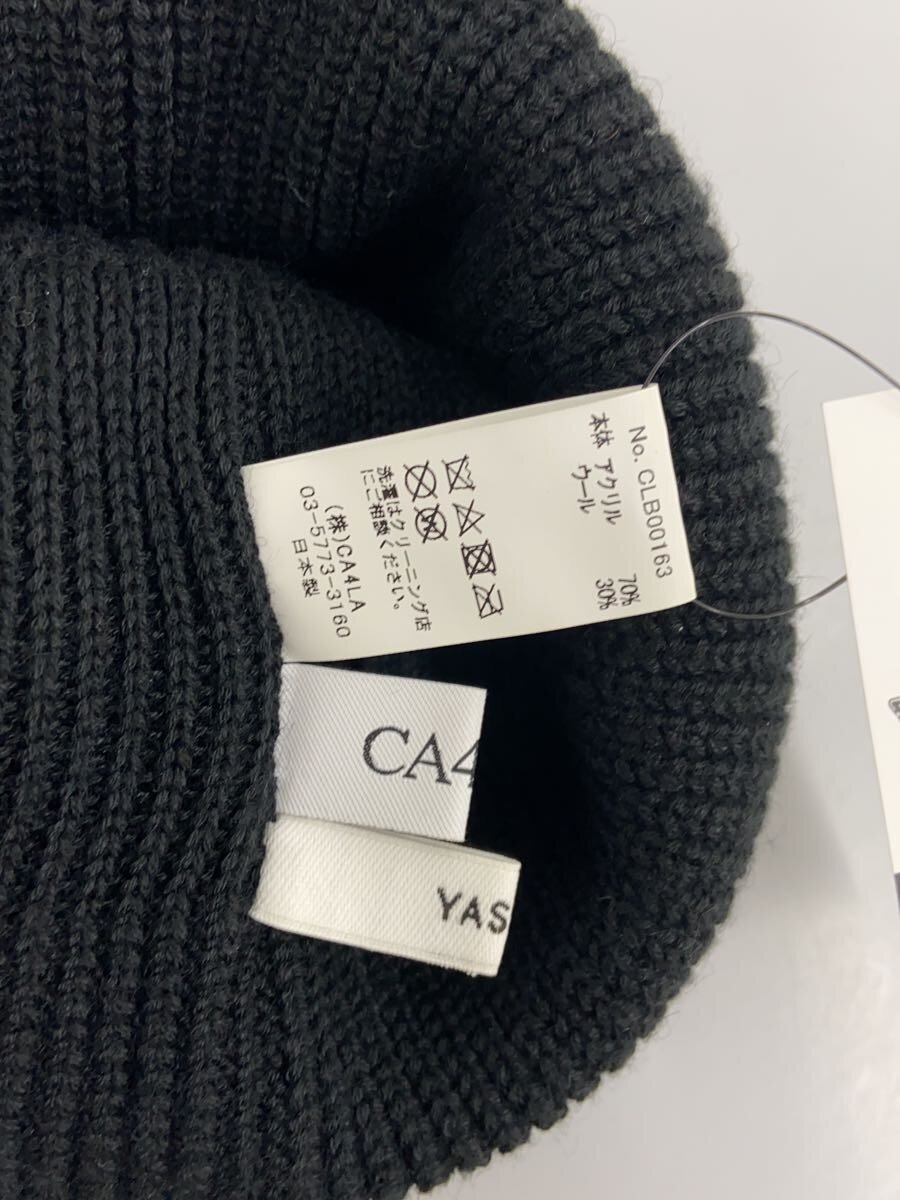 No. CLB00163
本体 アクリル 70%
ウール 30%
洗濯はクリーニング店
にご相談ください。
(株)CA4LA
03-5773-3160
日本製
CA4
YAS